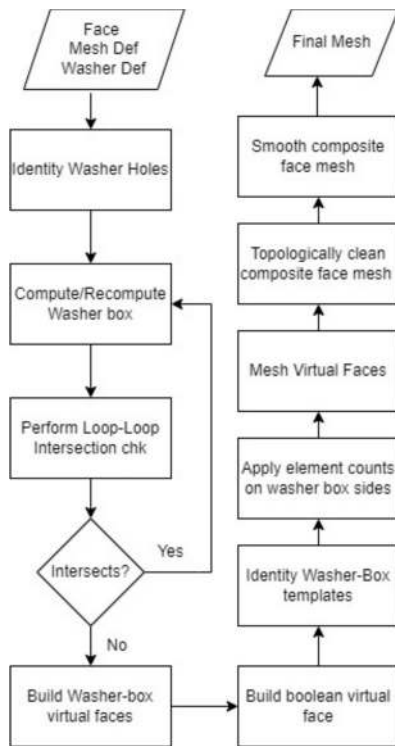 Face
Mesh Def
Washer Def
Identity Washer Holes
Compute/Recompute
Washer box
Perform Loop-Loop
Intersection chk
Intersects?
Yes
No
Build Washer-box
virtual faces
Build boolean virtual
face
Identity Washer-Box
templates
Apply element counts
on washer box sides
Mesh Virtual Faces
Topologically clean
composite face mesh
Smooth composite
face mesh
Final Mesh